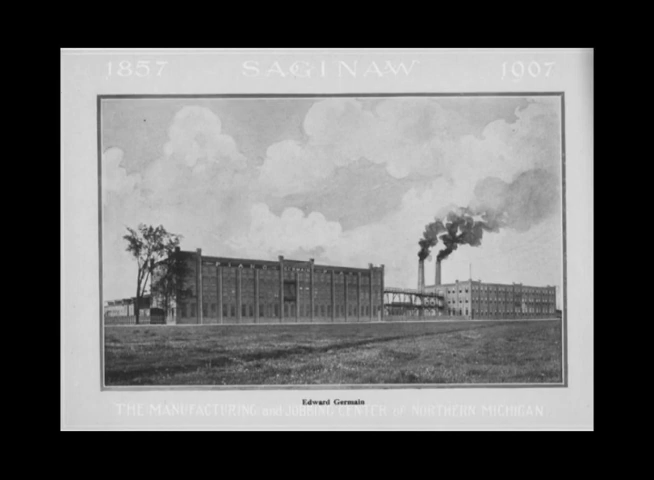 1857 SAGINAW 1907
Edward Germain
THE MANUFACTURING and JOBBING CENTER OF NORTHERN MICHIGAN